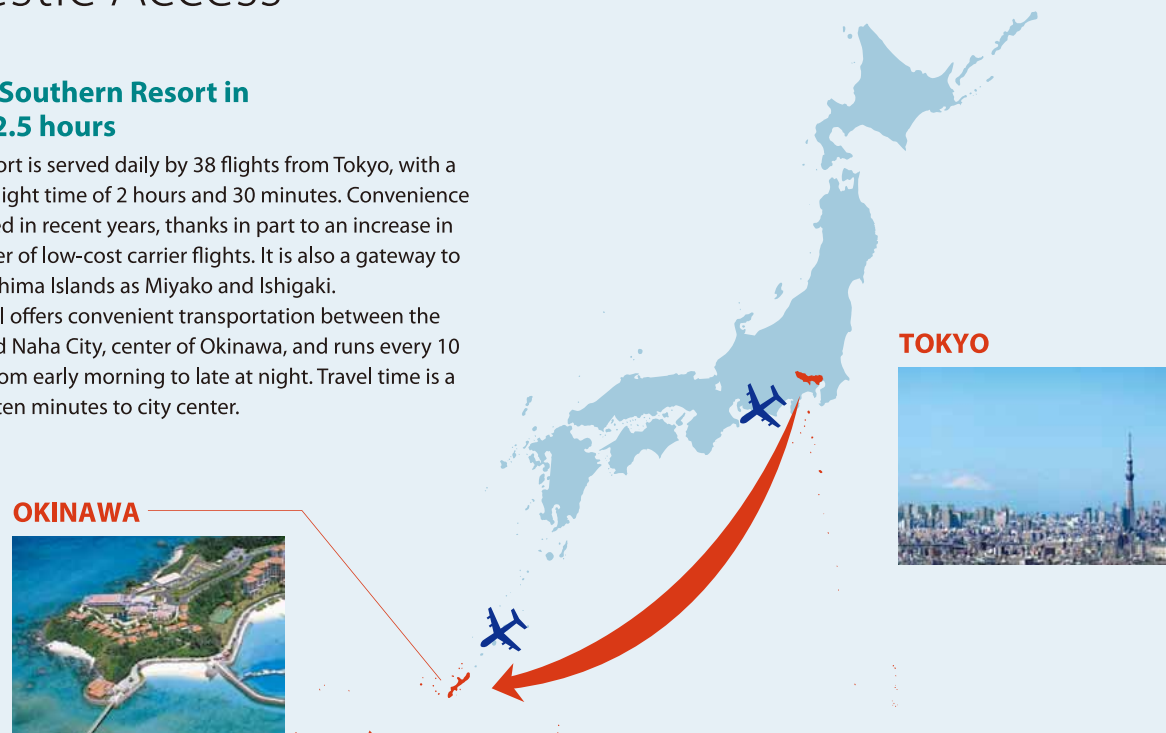 estic Access
Southern Resort in
2.5 hours
ort is served daily by 38 flights from Tokyo, with a
light time of 2 hours and 30 minutes. Convenience
ed in recent years, thanks in part to an increase in
er of low-cost carrier flights. It is also a gateway to
hima Islands as Miyako and Ishigaki.
l offers convenient transportation between the
d Naha City, center of Okinawa, and runs every 10
om early morning to late at night. Travel time is a
ten minutes to city center.
TOKYO
OKINAWA